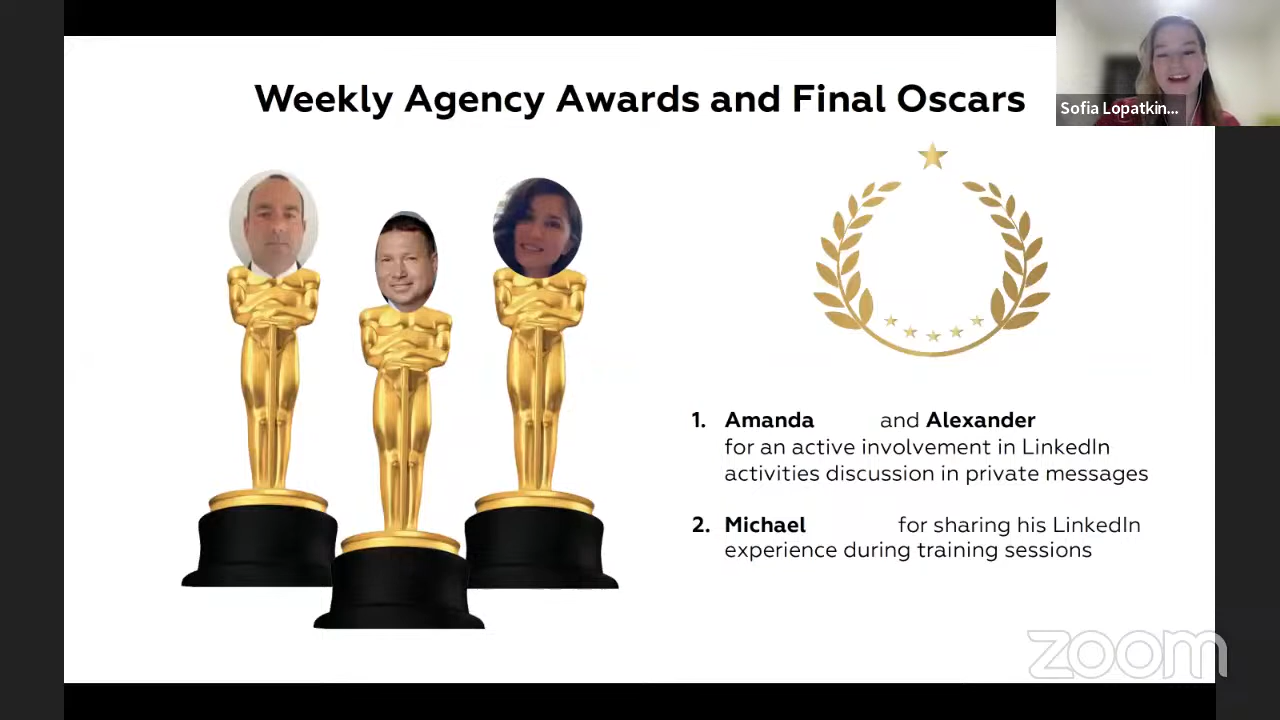 Weekly Agency Awards and Final Oscars
Sofia Lopatkin...
1. Amanda and Alexander
for an active involvement in LinkedIn
activities discussion in private messages
2. Michael for sharing his LinkedIn
experience during training sessions
zoom